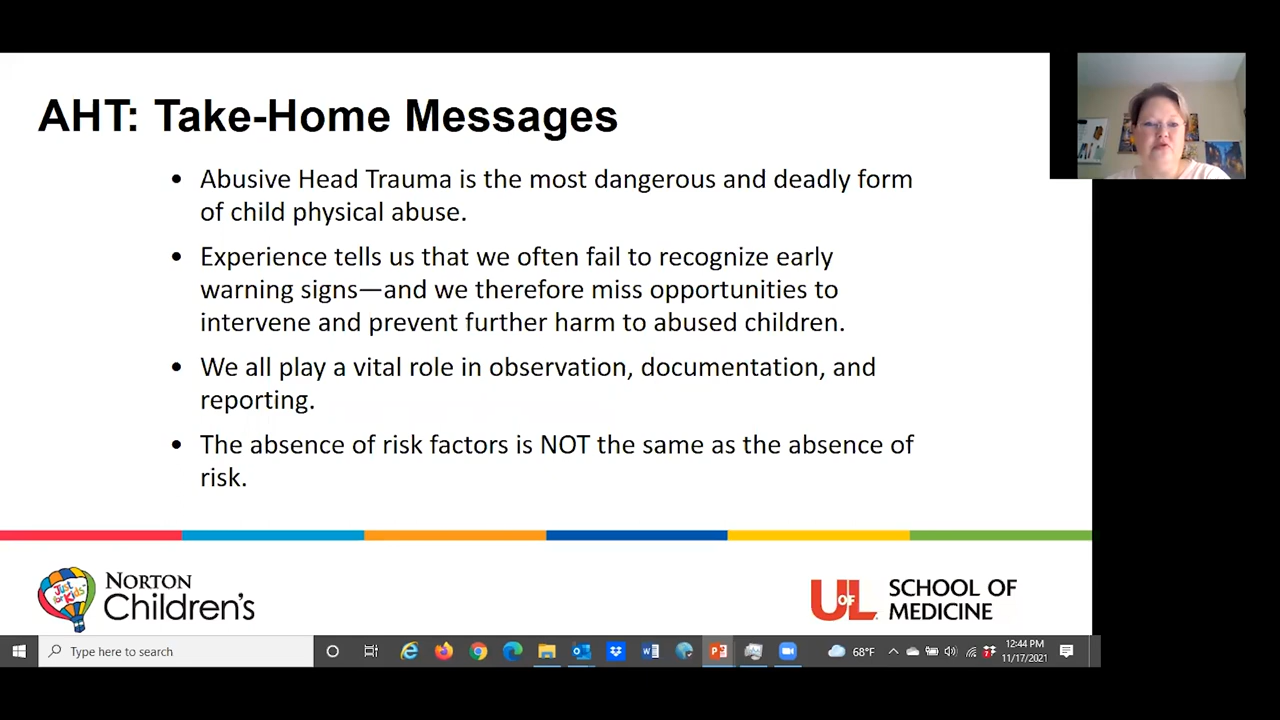 AHT: Take-Home Messages
• Abusive Head Trauma is the most dangerous and deadly form
of child physical abuse.
• Experience tells us that we often fail to recognize early
warning signs—and we therefore miss opportunities to
intervene and prevent further harm to abused children.
• We all play a vital role in observation, documentation, and
reporting.
• The absence of risk factors is NOT the same as the absence of
risk.
Just for Kids
NORTON
Children's
UOFL
SCHOOL OF
MEDICINE
Type here to search
68°F
12:44 PM
11/17/2021